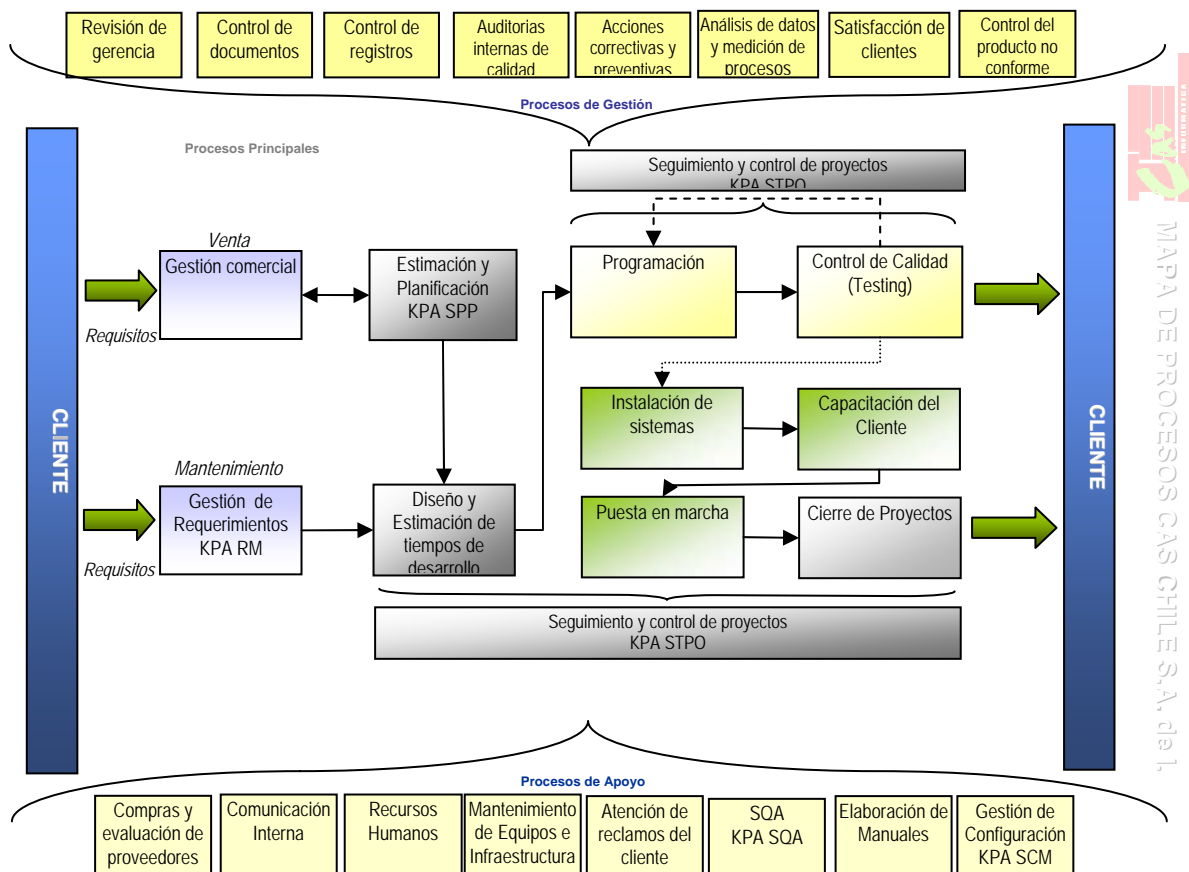 Revisión de
gerencia
Control de
documentos
Control de
registros
Auditorias
internas de
calidad
Acciones
correctivas y
preventivas
Análisis de datos
y medición de
procesos
Satisfacción de
clientes
Control del
producto no
conforme
Procesos de Gestión
Procesos Principales
Seguimiento y control de proyectos
KPA STPO
CLIENTE
Venta
Gestión comercial
Requisitos
Estimación y
Planificación
KPA SPP
Programación
Control de Calidad
(Testing)
Instalación de
sistemas
Capacitación del
Cliente
Mantenimiento
Gestión de
Requerimientos
KPA RM
Requisitos
Diseño y
Estimación de
tiempos de
desarrollo
Puesta en marcha
Cierre de Proyectos
Seguimiento y control de proyectos
KPA STPO
CLIENTE
INFORMATICA
MAPA DE PROCESOS CAS CHILE S.A. de I.
Procesos de Apoyo
Compras y
evaluación de
proveedores
Comunicación
Interna
Recursos
Humanos
Mantenimiento
de Equipos e
Infraestructura
Atención de
reclamos del
cliente
SQA
KPA SQA
Elaboración de
Manuales
Gestión de
Configuración
KPA SCM